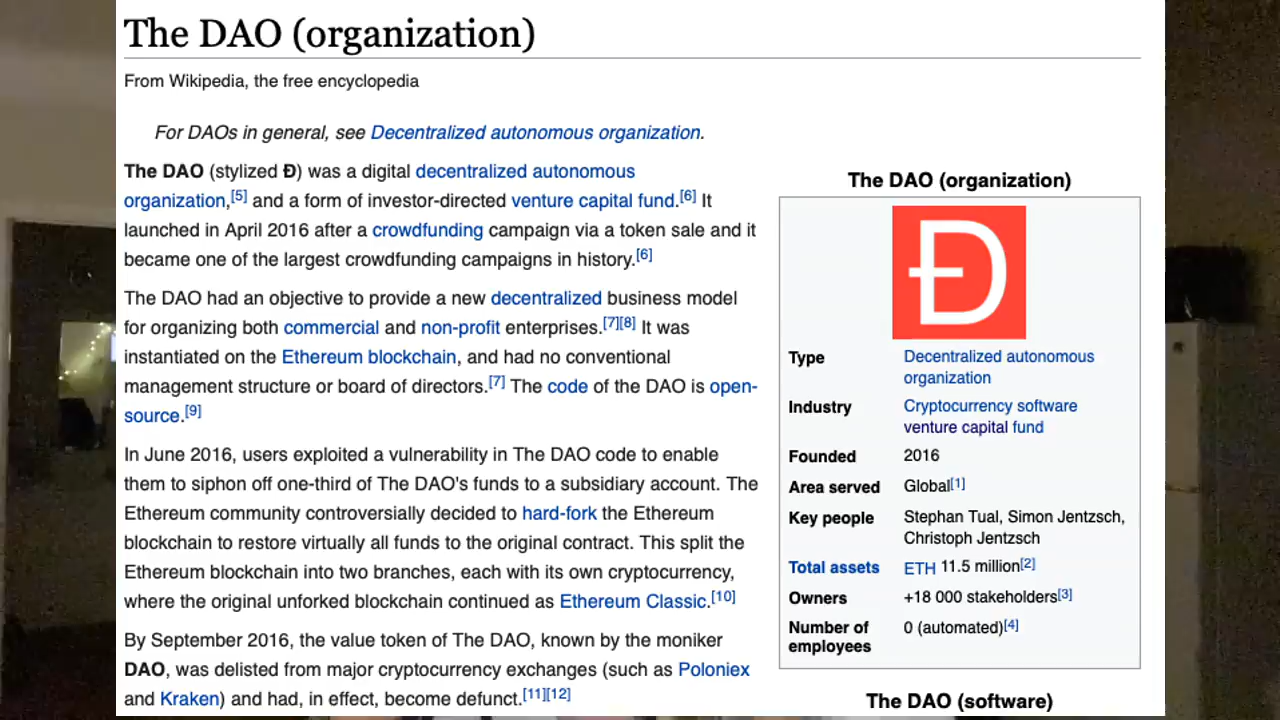 The DAO (organization)
From Wikipedia, the free encyclopedia
For DAOs in general, see Decentralized autonomous organization.
The DAO (stylized Đ) was a digital decentralized autonomous
organization,[5] and a form of investor-directed venture capital fund.[6] It
launched in April 2016 after a crowdfunding campaign via a token sale and it
became one of the largest crowdfunding campaigns in history.[6]
The DAO had an objective to provide a new decentralized business model
for organizing both commercial and non-profit enterprises.[7][8] It was
instantiated on the Ethereum blockchain, and had no conventional
management structure or board of directors.[7] The code of the DAO is open-
source.[9]
In June 2016, users exploited a vulnerability in The DAO code to enable
them to siphon off one-third of The DAO's funds to a subsidiary account. The
Ethereum community controversially decided to hard-fork the Ethereum
blockchain to restore virtually all funds to the original contract. This split the
Ethereum blockchain into two branches, each with its own cryptocurrency,
where the original unforked blockchain continued as Ethereum Classic.[10]
By September 2016, the value token of The DAO, known by the moniker
DAO, was delisted from major cryptocurrency exchanges (such as Poloniex
and Kraken) and had, in effect, become defunct.[11][12]
The DAO (organization)
Đ
Type Decentralized autonomous
organization
Industry Cryptocurrency software
venture capital fund
Founded 2016
Area served Global[1]
Key people Stephan Tual, Simon Jentzsch,
Christoph Jentzsch
Total assets ETH 11.5 million[2]
Owners +18 000 stakeholders[3]
Number of 0 (automated)[4]
employees
The DAO (software)